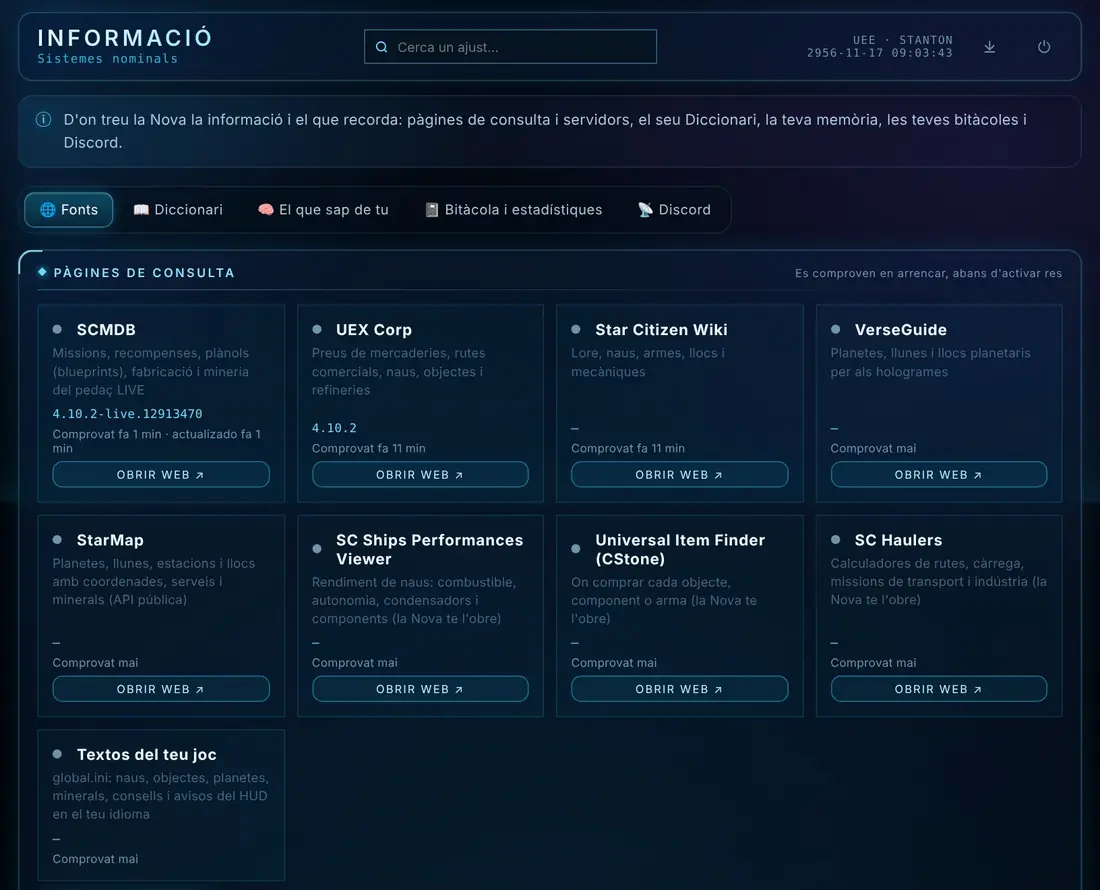 INFORMACIÓ
Sistemes nominals
Cerca un ajust...
UEE · STANTON
2956-11-17 09:03:43
D'on treu la Nova la informació i el que recorda: pàgines de consulta i servidors, el seu Diccionari, la teva memòria, les teves bitàcoles i
Discord.
Fonts
Diccionari
El que sap de tu
Bitàcola i estadístiques
Discord
PÀGINES DE CONSULTA
Es comproven en arrencar, abans d'activar res
SCMDB
Missions, recompenses, plànols
(blueprints), fabricació i mineria
del pedaç LIVE
4.10.2-live.12913470
Comprovat fa 1 min · actualizado fa 1
min
OBRIR WEB ↗
UEX Corp
Preus de mercaderies, rutes
comercials, naus, objectes i
refineries
4.10.2
Comprovat fa 11 min
OBRIR WEB ↗
Star Citizen Wiki
Lore, naus, armes, llocs i
mecàniques
—
Comprovat fa 11 min
OBRIR WEB ↗
VerseGuide
Planetes, llunes i llocs planetaris
per als hologrames
—
Comprovat mai
OBRIR WEB ↗
StarMap
Planetes, llunes, estacions i llocs
amb coordenades, serveis i
minerals (API pública)
—
Comprovat mai
OBRIR WEB ↗
SC Ships Performances
Viewer
Rendiment de naus: combustible,
autonomia, condensadors i
components (la Nova te l'obre)
—
Comprovat mai
OBRIR WEB ↗
Universal Item Finder
(CStone)
On comprar cada objecte,
component o arma (la Nova te
l'obre)
—
Comprovat mai
OBRIR WEB ↗
SC Haulers
Calculadores de rutes, càrrega,
missions de transport i indústria (la
Nova te l'obre)
—
Comprovat mai
OBRIR WEB ↗
Textos del teu joc
global.ini: naus, objectes, planetes,
minerals, consells i avisos del HUD
en el teu idioma
—
Comprovat mai